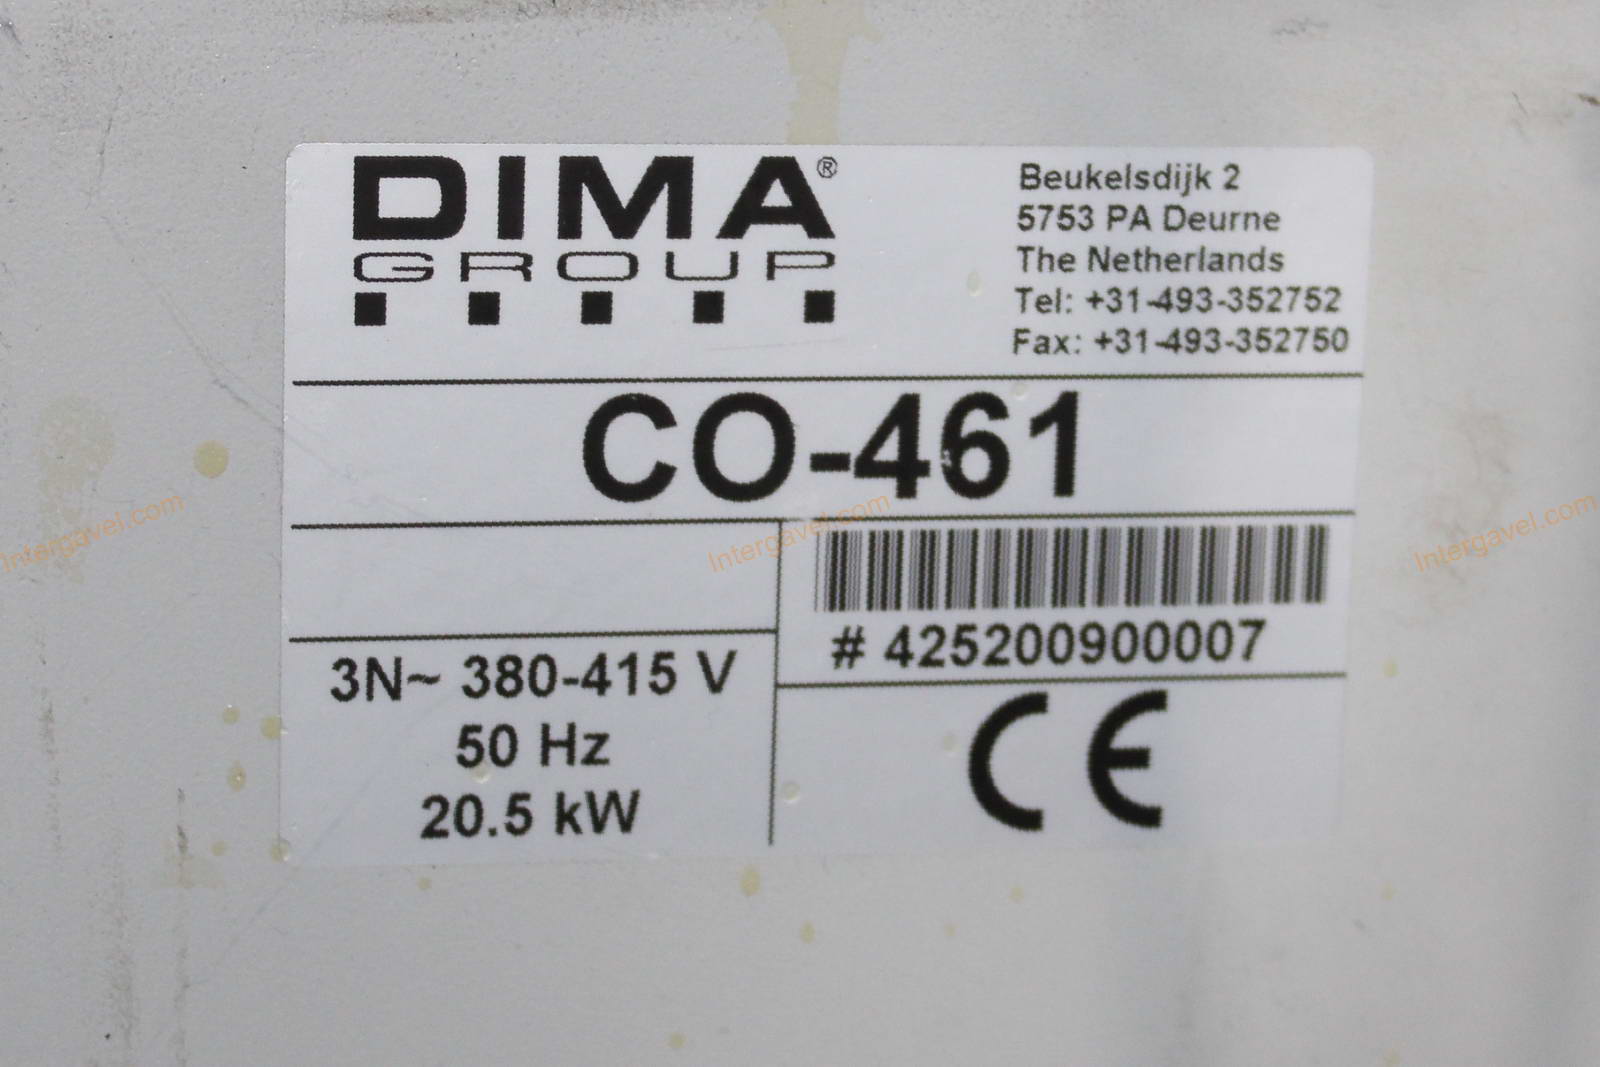 DIMA®
GROUP
Beukelsdijk 2
5753 PA Deurne
The Netherlands
Tel: +31-493-352752
Fax: +31-493-352750
CO-461
# 425200900007
3N~ 380-415 V
50 Hz
20.5 kW
CE
Intergavel.com
Intergavel.com
Intergavel.com